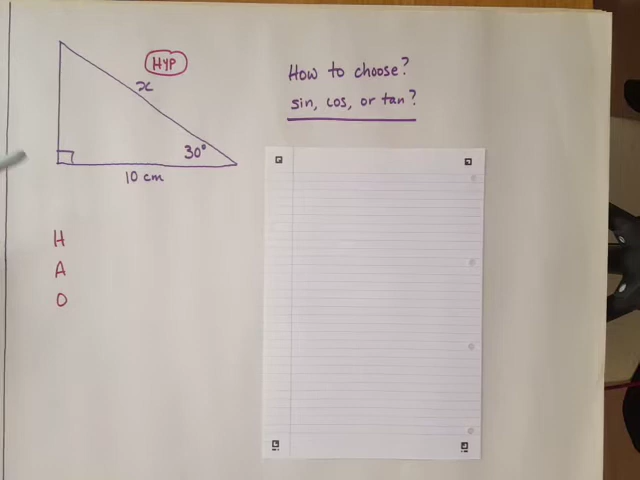 HYP
x
30°
10 cm
How to choose?
sin, cos, or tan?
H
A
O